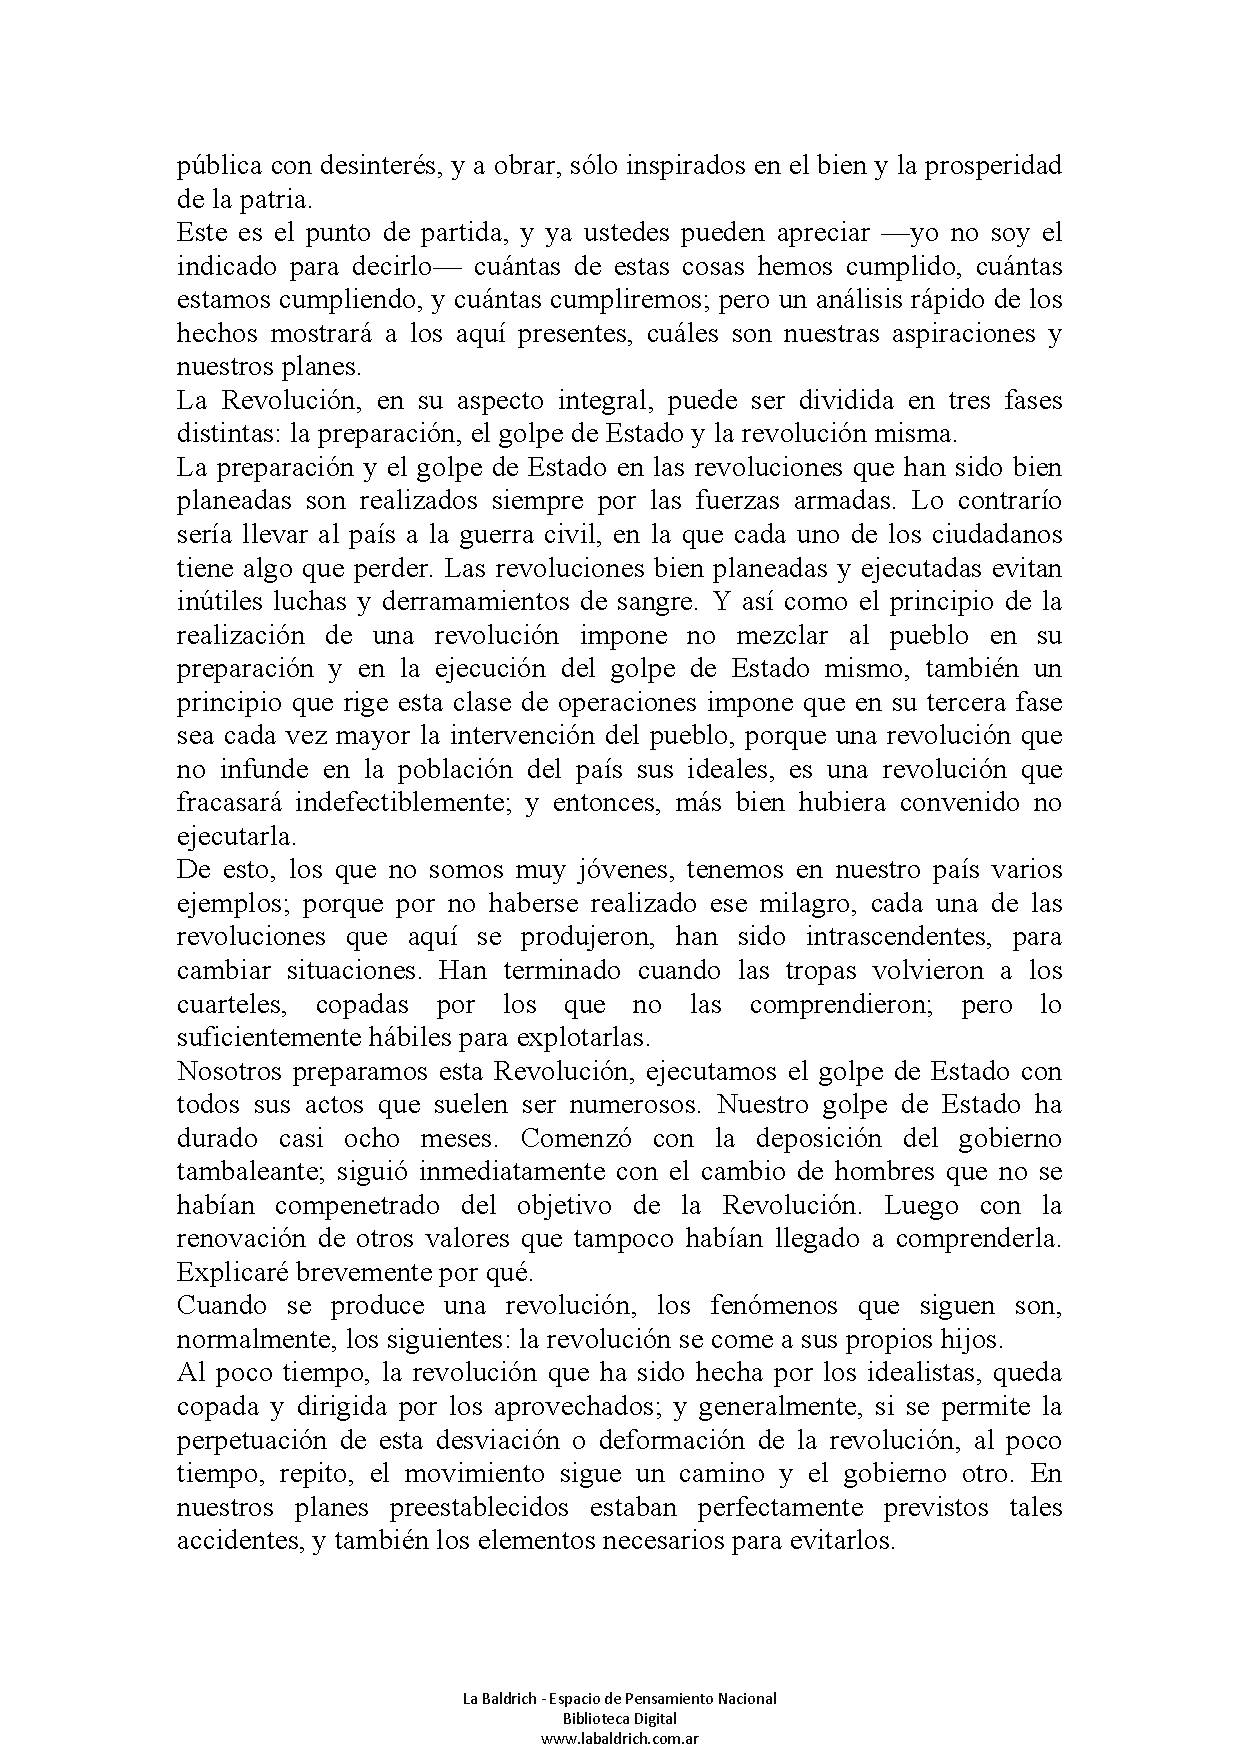 pública con desinterés, y a obrar, sólo inspirados en el bien y la prosperidad
de la patria.
Este es el punto de partida, y ya ustedes pueden apreciar —yo no soy el
indicado para decirlo— cuántas de estas cosas hemos cumplido, cuántas
estamos cumpliendo, y cuántas cumpliremos; pero un análisis rápido de los
hechos mostrará a los aquí presentes, cuáles son nuestras aspiraciones y
nuestros planes.
La Revolución, en su aspecto integral, puede ser dividida en tres fases
distintas: la preparación, el golpe de Estado y la revolución misma.
La preparación y el golpe de Estado en las revoluciones que han sido bien
planeadas son realizados siempre por las fuerzas armadas. Lo contrarío
sería llevar al país a la guerra civil, en la que cada uno de los ciudadanos
tiene algo que perder. Las revoluciones bien planeadas y ejecutadas evitan
inútiles luchas y derramamientos de sangre. Y así como el principio de la
realización de una revolución impone no mezclar al pueblo en su
preparación y en la ejecución del golpe de Estado mismo, también un
principio que rige esta clase de operaciones impone que en su tercera fase
sea cada vez mayor la intervención del pueblo, porque una revolución que
no infunde en la población del país sus ideales, es una revolución que
fracasará indefectiblemente; y entonces, más bien hubiera convenido no
ejecutarla.
De esto, los que no somos muy jóvenes, tenemos en nuestro país varios
ejemplos; porque por no haberse realizado ese milagro, cada una de las
revoluciones que aquí se produjeron, han sido intrascendentes, para
cambiar situaciones. Han terminado cuando las tropas volvieron a los
cuarteles, copadas por los que no las comprendieron; pero lo
suficientemente hábiles para explotarlas.
Nosotros preparamos esta Revolución, ejecutamos el golpe de Estado con
todos sus actos que suelen ser numerosos. Nuestro golpe de Estado ha
durado casi ocho meses. Comenzó con la deposición del gobierno
tambaleante; siguió inmediatamente con el cambio de hombres que no se
habían compenetrado del objetivo de la Revolución. Luego con la
renovación de otros valores que tampoco habían llegado a comprenderla.
Explicaré brevemente por qué.
Cuando se produce una revolución, los fenómenos que siguen son,
normalmente, los siguientes: la revolución se come a sus propios hijos.
Al poco tiempo, la revolución que ha sido hecha por los idealistas, queda
copada y dirigida por los aprovechados; y generalmente, si se permite la
perpetuación de esta desviación o deformación de la revolución, al poco
tiempo, repito, el movimiento sigue un camino y el gobierno otro. En
nuestros planes preestablecidos estaban perfectamente previstos tales
accidentes, y también los elementos necesarios para evitarlos.
La Baldrich - Espacio de Pensamiento Nacional
Biblioteca Digital
www.labaldrich.com.ar